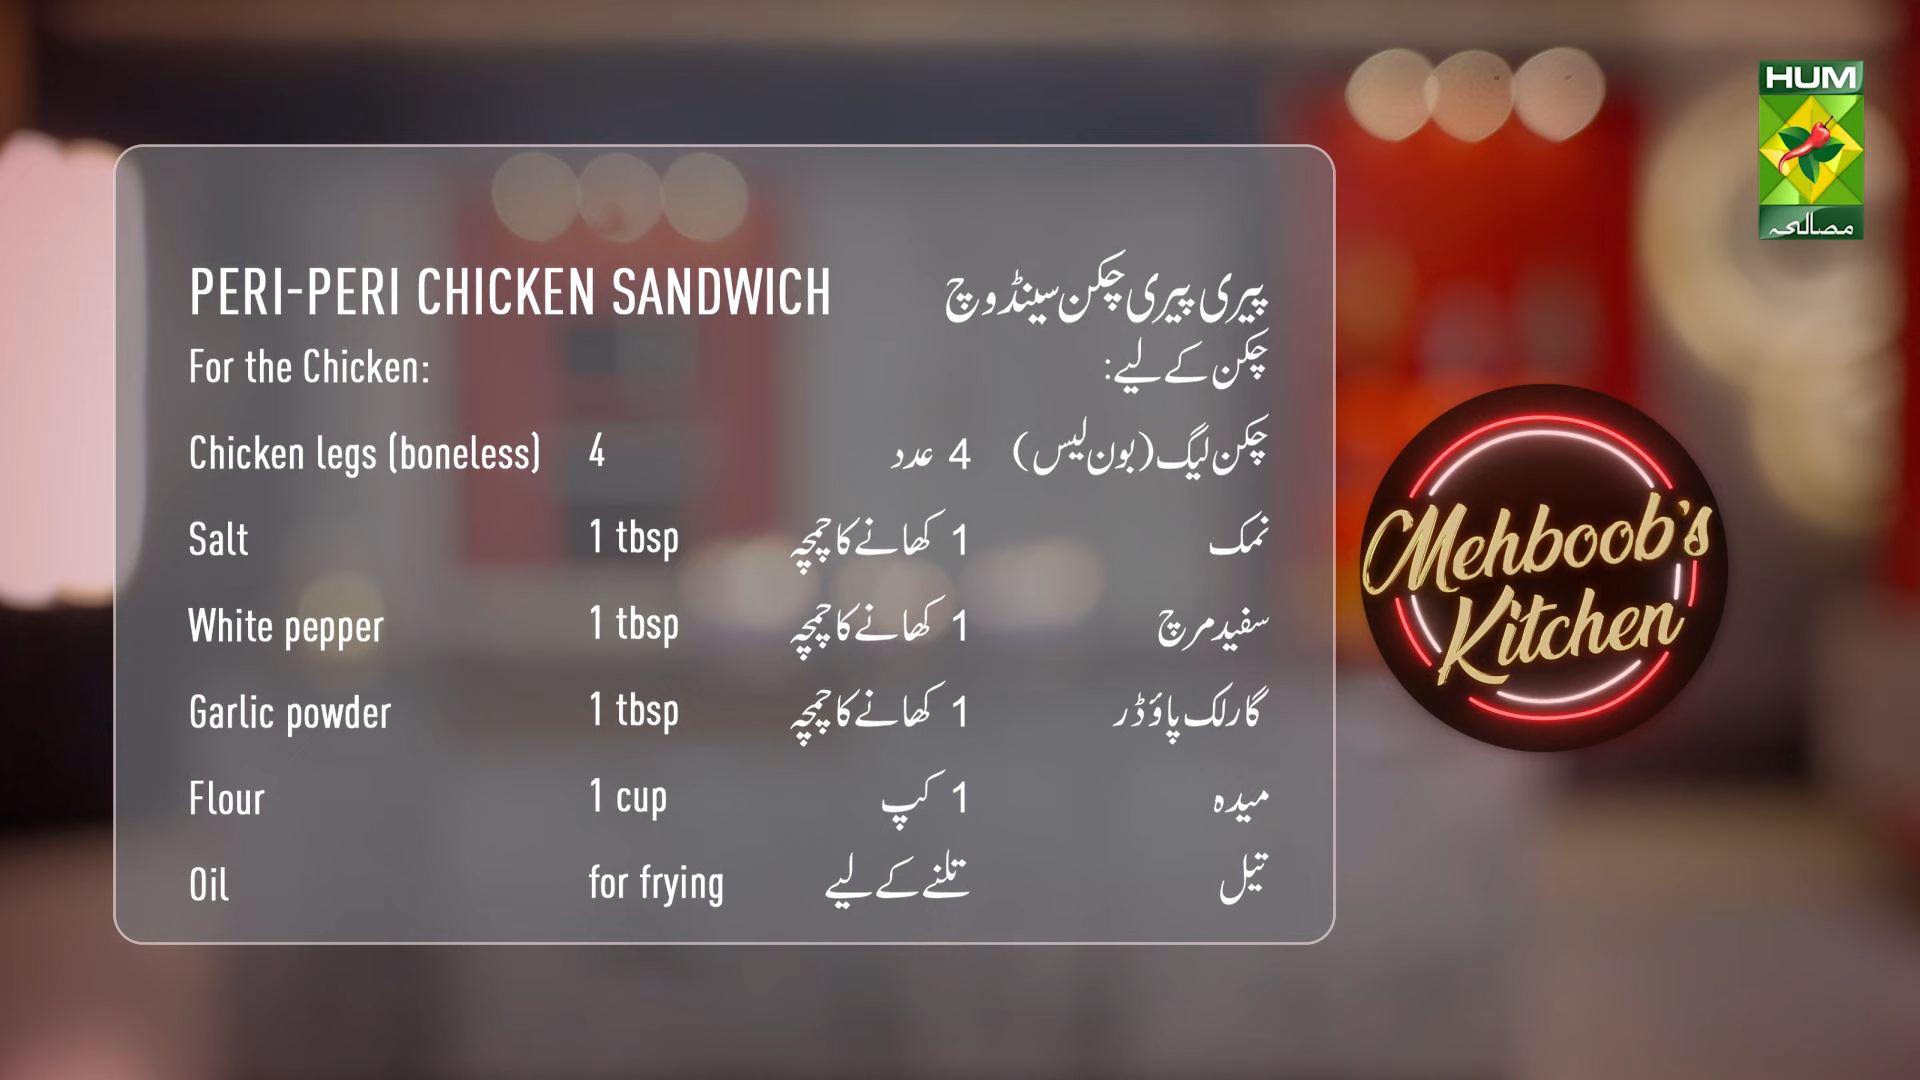 HUM
مصالحہ
PERI-PERI CHICKEN SANDWICH پیری پیری چکن سینڈوچ
For the Chicken: چکن کے لیے:
Chicken legs (boneless) 4 چکن لیگ (بون لیس) 4 عدد
Salt 1 tbsp نمک 1 کھانے کا چمچہ
White pepper 1 tbsp سفید مرچ 1 کھانے کا چمچہ
Garlic powder 1 tbsp گارلک پاؤڈر 1 کھانے کا چمچہ
Flour 1 cup میدہ 1 کپ
Oil for frying تیل تلنے کے لیے
Mehboob's
Kitchen